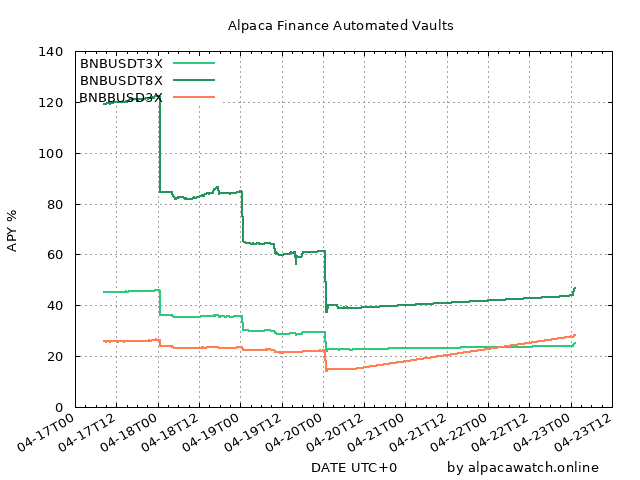 Alpaca Finance Automated Vaults
140
120
100
80
60
40
20
0
APY %
BNBUSDT3X
BNBUSDT8X
BNBBUSD3X
04-17T00
04-17T12
04-18T00
04-18T12
04-19T00
04-19T12
04-20T00
04-20T12
04-21T00
04-21T12
04-22T00
04-22T12
04-23T00
04-23T12
DATE UTC+0
by alpacawatch.online